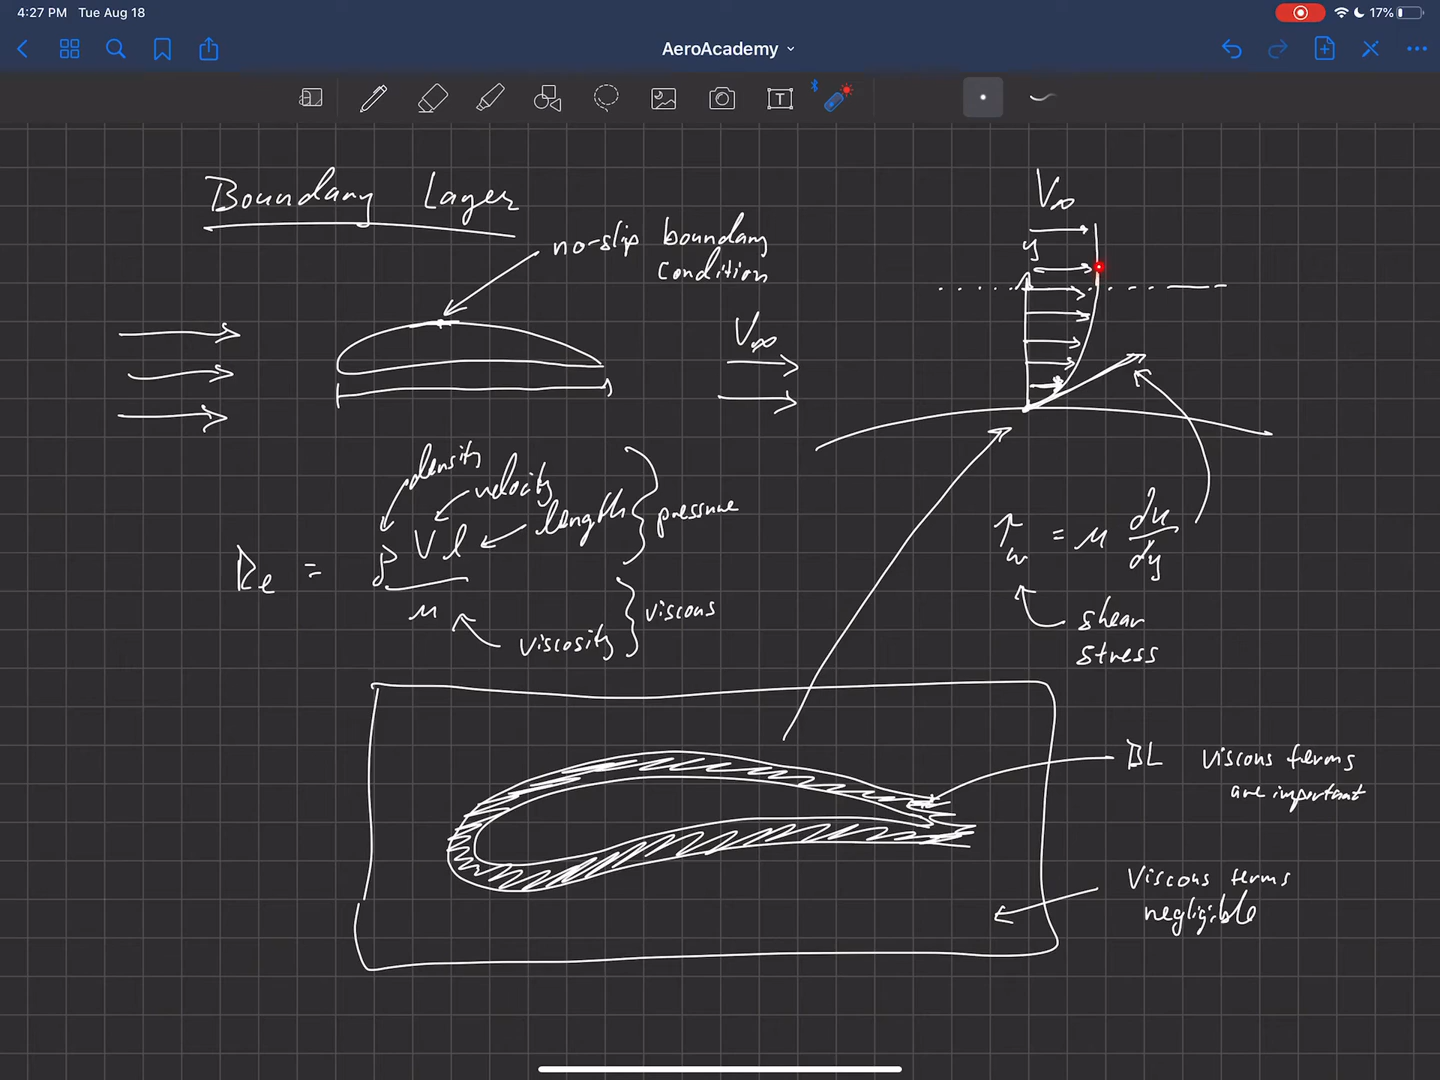 4:27 PM Tue Aug 18
17%
AeroAcademy
T
Boundary Layer
no-slip boundary
condition
V∞
y
V∞
density
velocity
length
pressure
Re = ρVl
μ
viscosity
viscous
τw = μ du/dy
shear
stress
BL Viscous terms
are important
Viscous terms
negligible